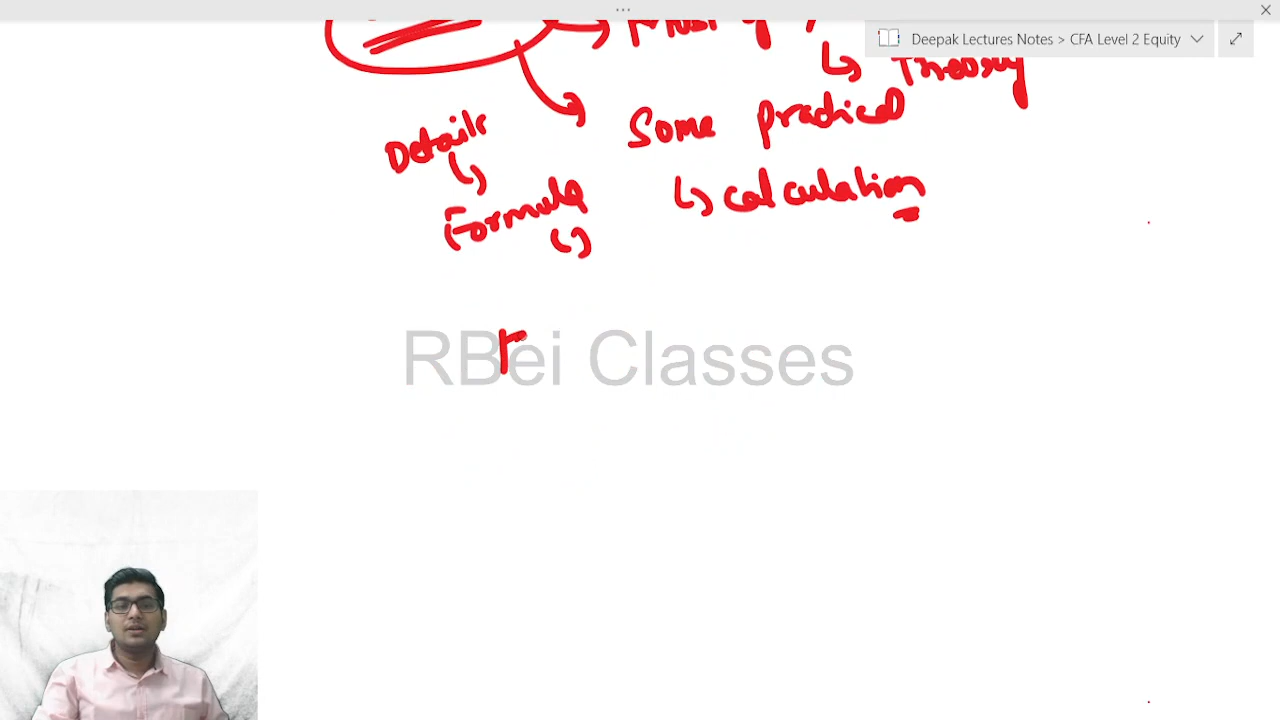 Deepak Lectures Notes > CFA Level 2 Equity
Theory
Some practical
Details
calculation
Formula
RBei Classes